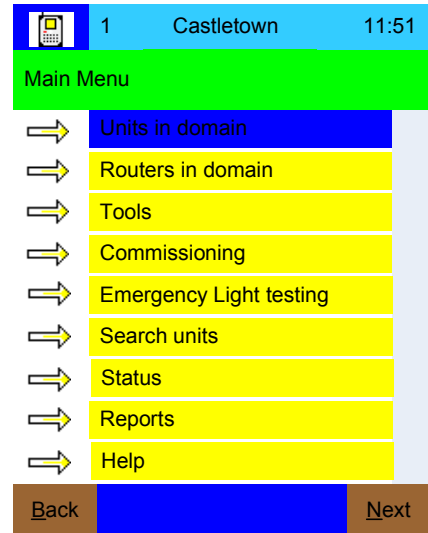 1 Castletown 11:51
Main Menu
Units in domain
Routers in domain
Tools
Commissioning
Emergency Light testing
Search units
Status
Reports
Help
Back Next